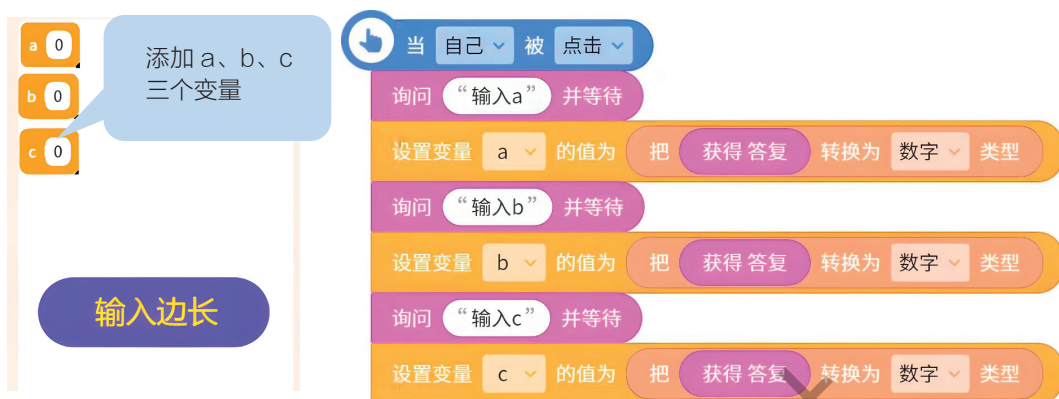 a 0
b 0
c 0
添加 a、b、c
三个变量
输入边长
当 自己 被 点击
询问 “输入a” 并等待
设置变量 a 的值为 把 获得 答复 转换为 数字 类型
询问 “输入b” 并等待
设置变量 b 的值为 把 获得 答复 转换为 数字 类型
询问 “输入c” 并等待
设置变量 c 的值为 把 获得 答复 转换为 数字 类型